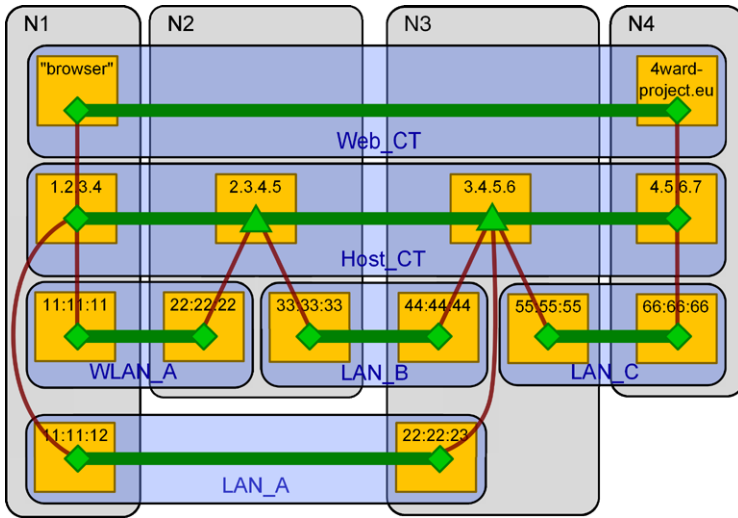 N1
N2
N3
N4
"browser"
4ward-
project.eu
Web_CT
1.2.3.4
2.3.4.5
3.4.5.6
4.5.6.7
Host_CT
11:11:11
22:22:22
33:33:33
44:44:44
55:55:55
66:66:66
WLAN_A
LAN_B
LAN_C
11:11:12
22:22:23
LAN_A